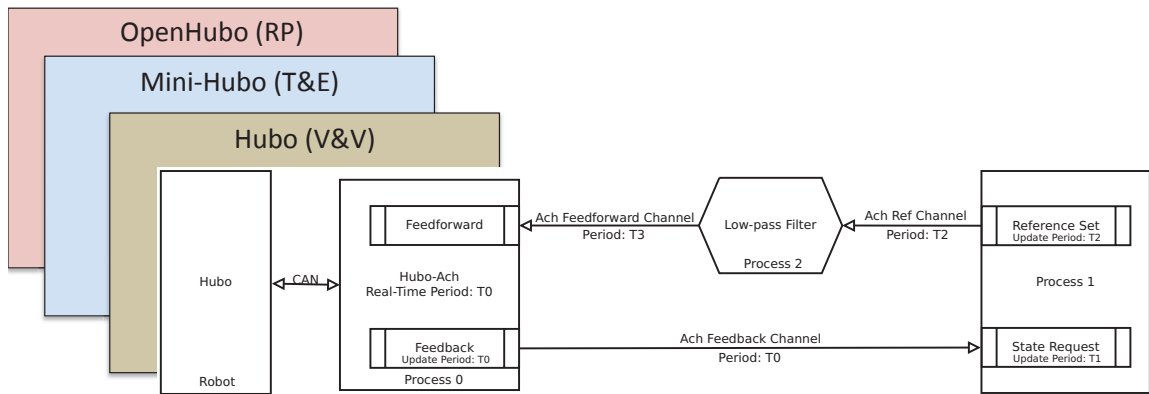 OpenHubo (RP)
Mini-Hubo (T&E)
Hubo (V&V)
Hubo
Robot
CAN
Feedforward
Hubo-Ach
Real-Time Period: T0
Feedback
Update Period: T0
Process 0
Ach Feedforward Channel
Period: T3
Low-pass Filter
Process 2
Ach Ref Channel
Period: T2
Reference Set
Update Period: T2
Process 1
Ach Feedback Channel
Period: T0
State Request
Update Period: T1